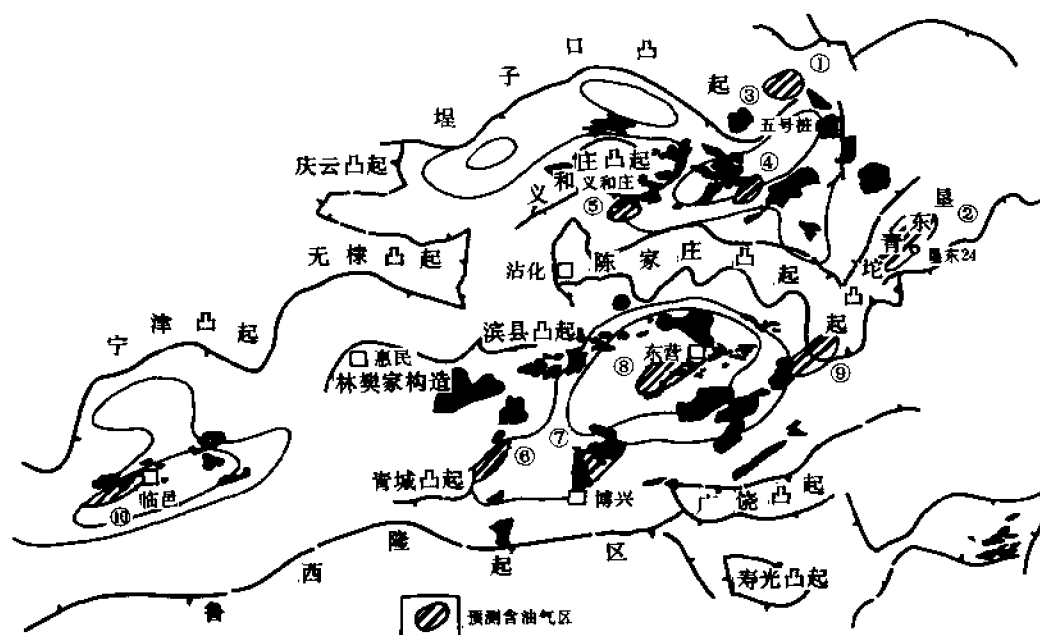 埕子口凸起
①
③
五号桩
④
庆云凸起
义和庄凸起
义和庄
⑤
垦东青坨凸起
②
垦东24
无棣凸起
沾化
陈家庄凸起
宁津凸起
滨县凸起
惠民
林樊家构造
东营
⑧
⑨
⑦
⑥
青城凸起
博兴
广饶凸起
临邑
⑩
鲁西隆起区
寿光凸起
预测含油气区